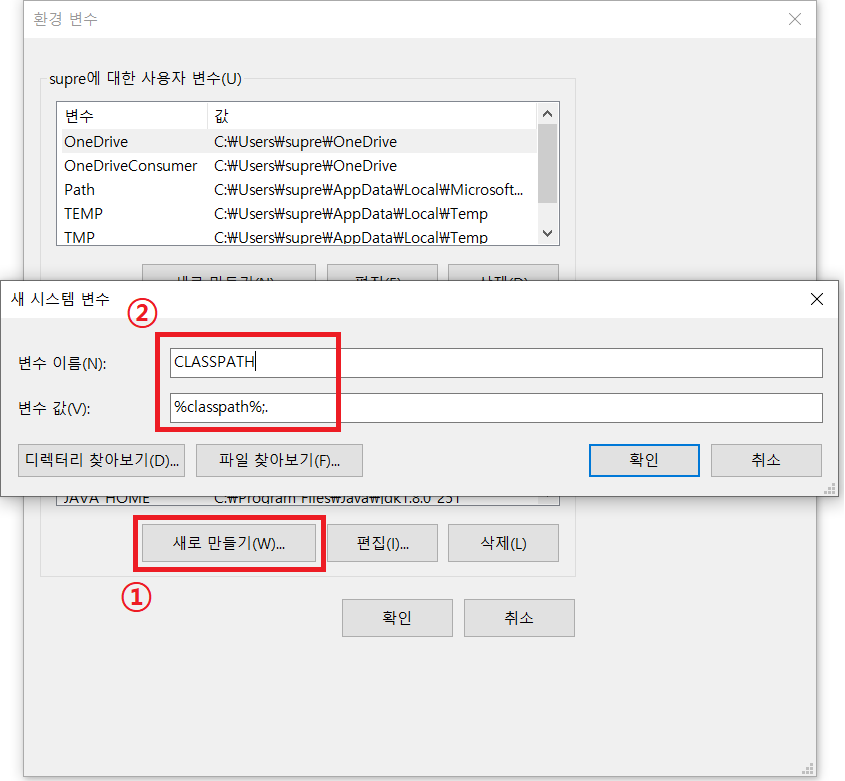 환경 변수
supre에 대한 사용자 변수(U)
변수 값
OneDrive C:₩Users₩supre₩OneDrive
OneDriveConsumer C:₩Users₩supre₩OneDrive
Path C:₩Users₩supre₩AppData₩Local₩Microsoft...
TEMP C:₩Users₩supre₩AppData₩Local₩Temp
TMP C:₩Users₩supre₩AppData₩Local₩Temp
새로 만들기(N)... 편집(E)... 삭제(D)
새 시스템 변수
②
변수 이름(N): CLASSPATH
변수 값(V): %classpath%;.
디렉터리 찾아보기(D)... 파일 찾아보기(F)... 확인 취소
JAVA_HOME C:₩Program Files₩Java₩jdk1.8.0_251
새로 만들기(W)... 편집(I)... 삭제(L)
①
확인 취소